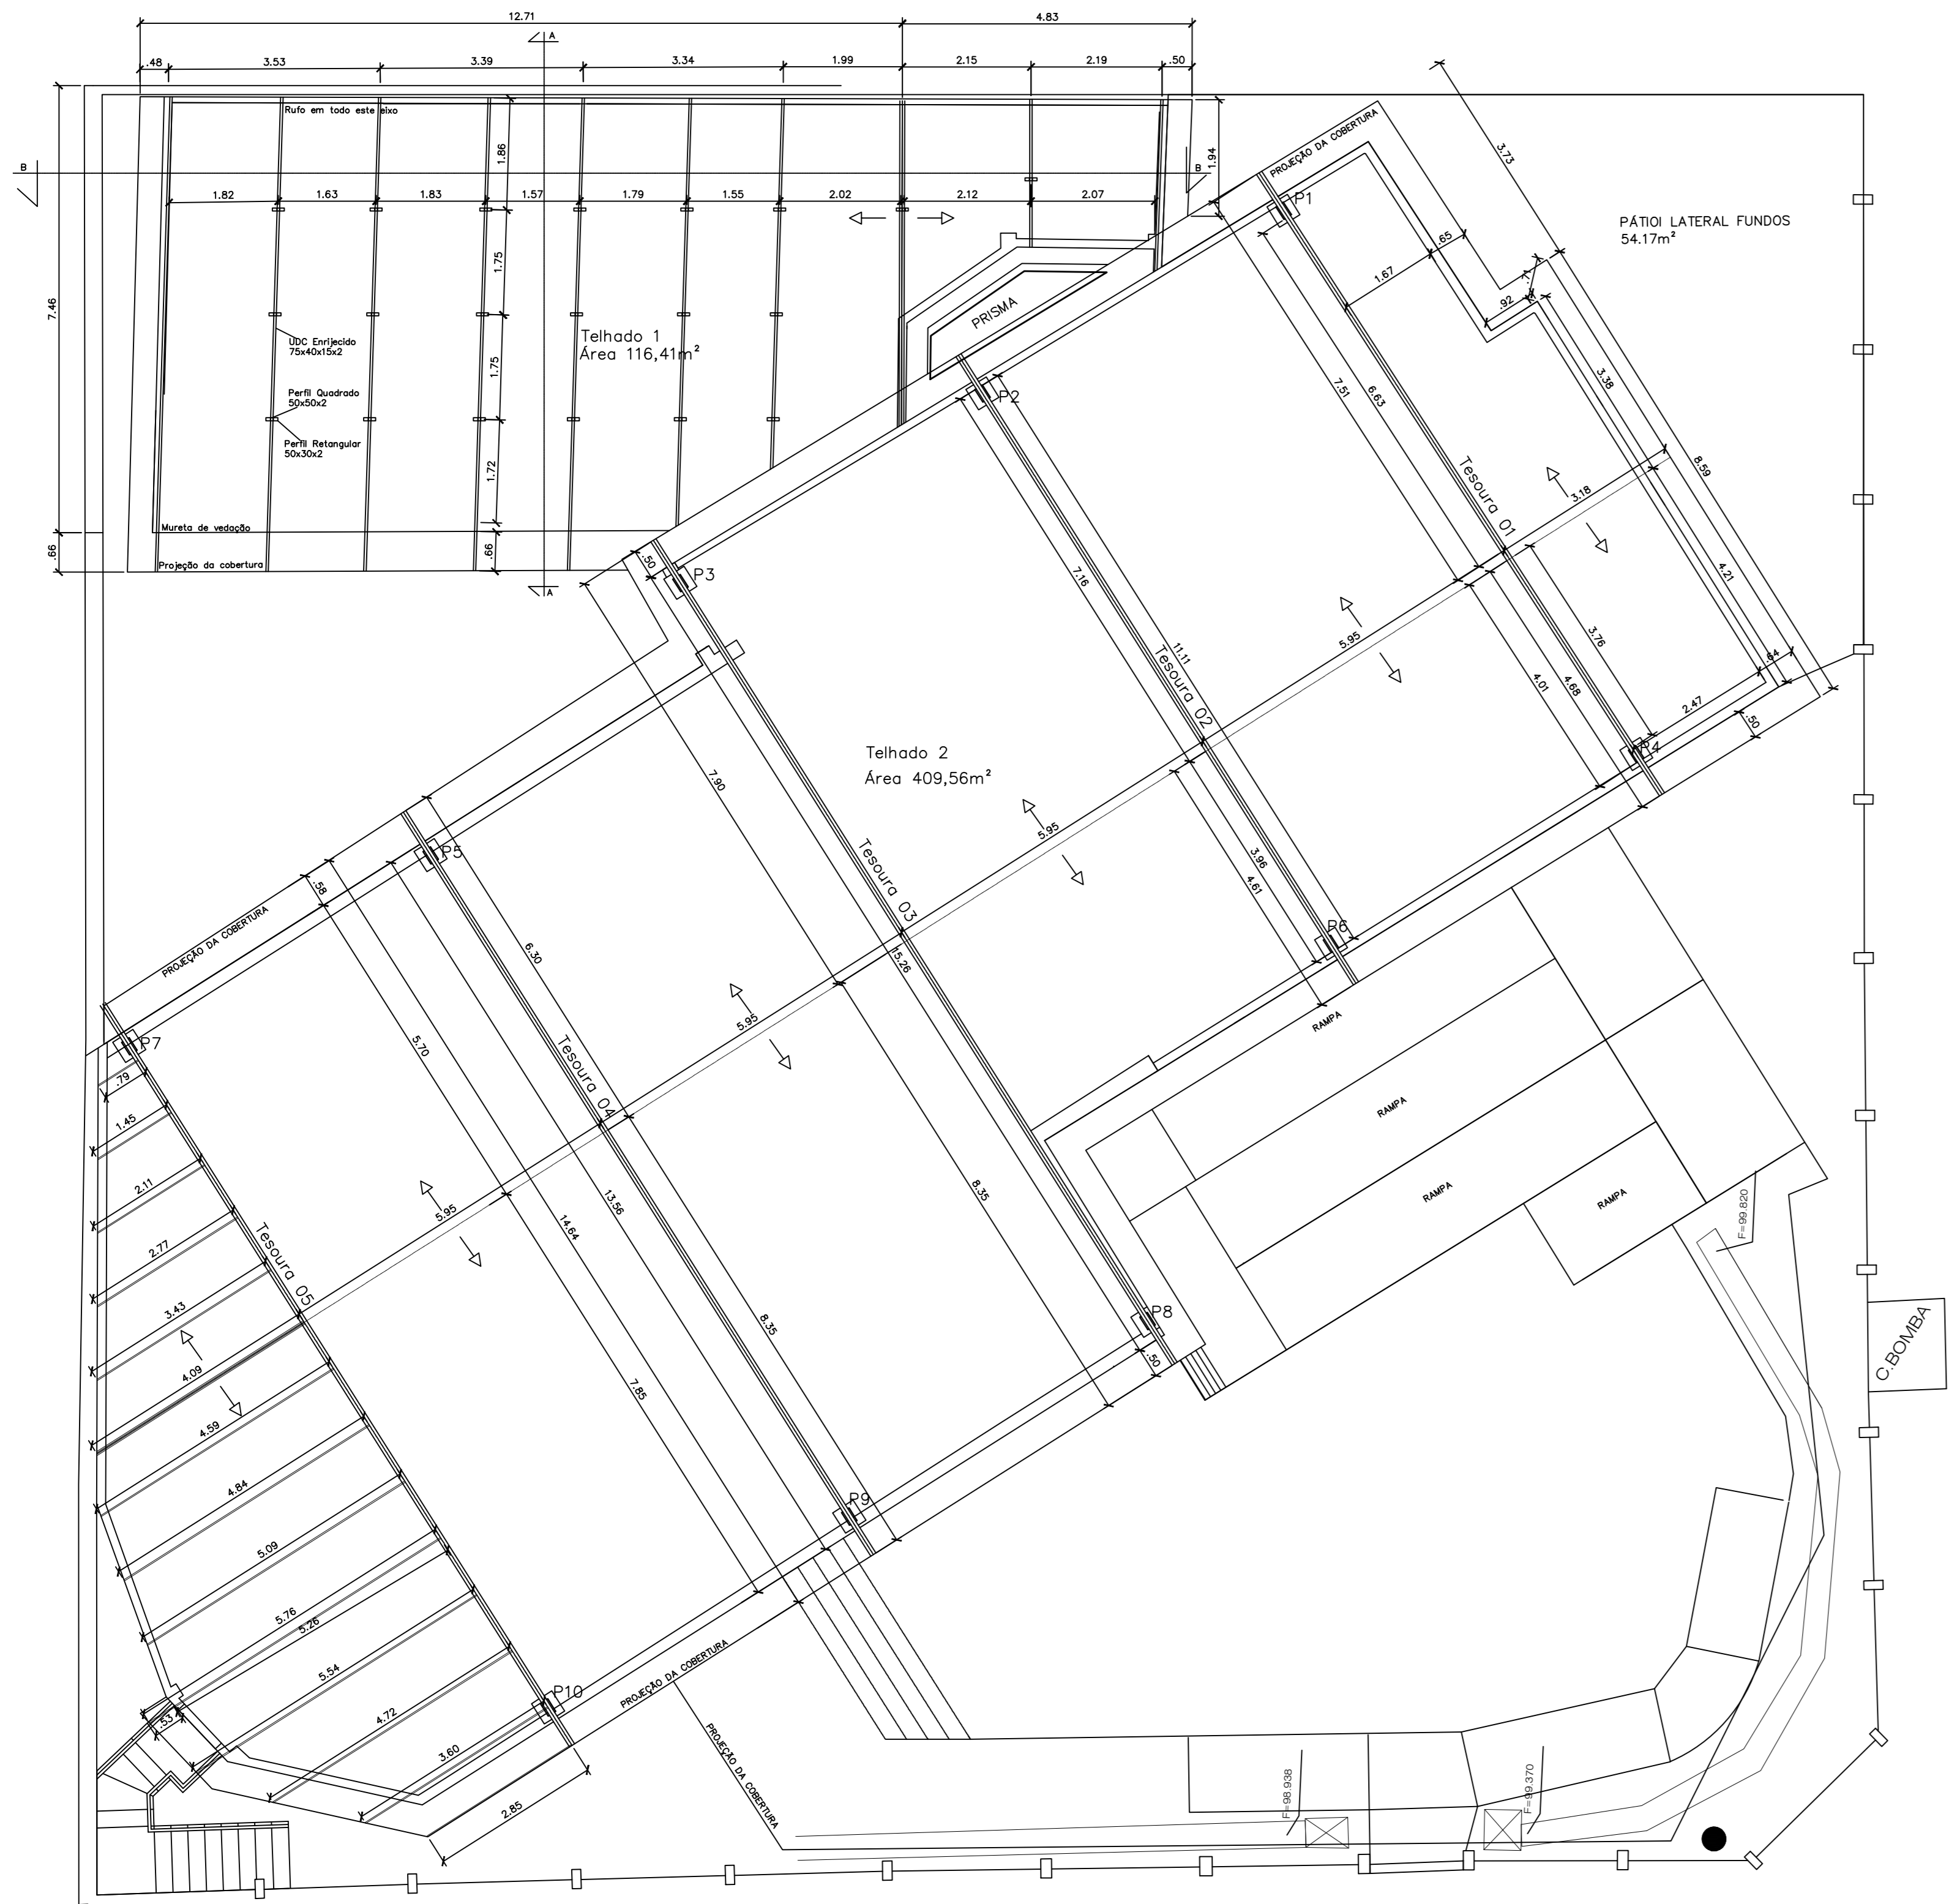 12.71
4.83
.48
3.53
3.39
3.34
1.99
2.15
2.19
.50
A
3.73
Rufo em todo este eixo
PROJEÇÃO DA COBERTURA
1.86
1.94
B
B
1.82
1.63
1.83
1.57
1.79
1.55
2.02
2.12
2.07
P1
PÁTIOI LATERAL FUNDOS
54.17m²
.65
1.67
.71
.92
1.75
7.46
PRISMA
UDC Enrijecido
75x40x15x2
Telhado 1
Área 116,41m²
1.75
Perfil Quadrado
50x50x2
Perfil Retangular
50x30x2
P2
7.51
6.63
3.38
1.72
Tesoura 01
3.18
8.59
Mureta de vedação
.66
.66
Projeção da cobertura
A
.50
P3
7.16
4.21
11.11
5.95
3.76
4.01
4.68
.64
Tesoura 02
2.47
.50
P4
Telhado 2
Área 409,56m²
7.90
5.95
P5
3.96
4.61
.58
Tesoura 03
P6
PROJEÇÃO DA COBERTURA
6.30
15.26
RAMPA
5.95
P7
5.70
.79
Tesoura 04
RAMPA
1.45
2.11
8.35
RAMPA
RAMPA
F=99.820
5.95
13.56
14.64
2.77
Tesoura 05
3.43
8.35
P8
C.BOMBA
.50
4.09
7.85
4.59
4.84
P9
5.09
5.76
5.26
5.54
PROJEÇÃO DA COBERTURA
P10
.53
4.72
3.60
PROJEÇÃO DA COBERTURA
F=98.938
F=99.370
2.85